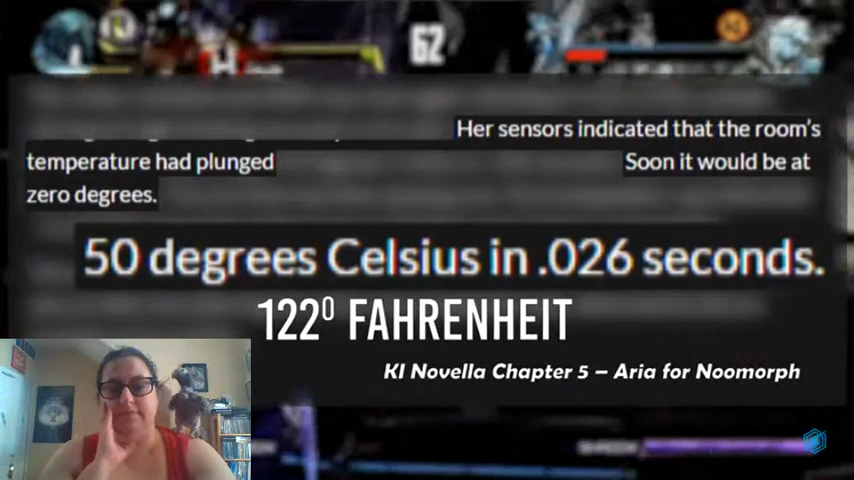 62
Her sensors indicated that the room's
temperature had plunged Soon it would be at
zero degrees.
50 degrees Celsius in .026 seconds.
122⁰ FAHRENHEIT
KI Novella Chapter 5 – Aria for Noomorph